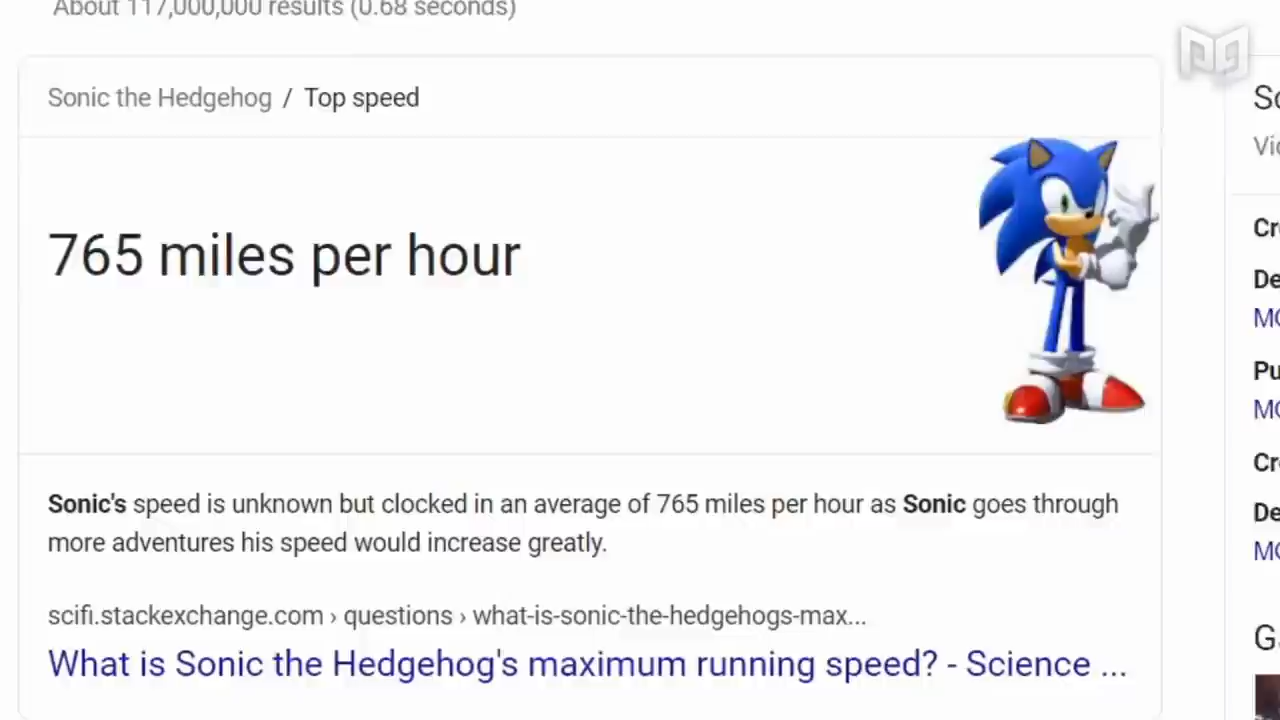 About 117,000,000 results (0.68 seconds)
Sonic the Hedgehog / Top speed
765 miles per hour
Sonic's speed is unknown but clocked in an average of 765 miles per hour as Sonic goes through
more adventures his speed would increase greatly.
scifi.stackexchange.com › questions › what-is-sonic-the-hedgehogs-max...
What is Sonic the Hedgehog's maximum running speed? - Science ...